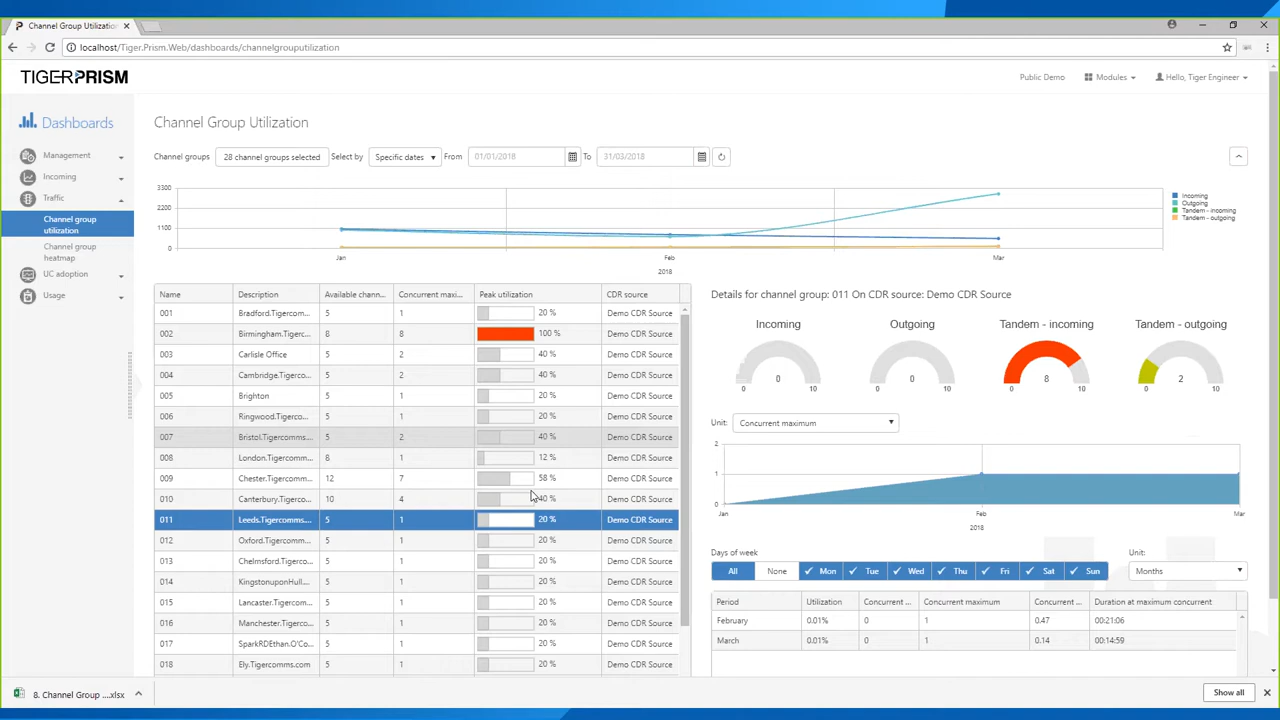 Channel Group Utilizatio
localhost/Tiger.Prism.Web/dashboards/channelgrouputilization
TIGERPRISM
Public Demo
Modules
Hello, Tiger Engineer
Dashboards
Management
Incoming
Traffic
Channel group
utilization
Channel group
heatmap
UC adoption
Usage
Channel Group Utilization
Channel groups 28 channel groups selected Select by Specific dates From 01/01/2018 To 31/03/2018
3300
2200
1100
0
Jan Feb Mar
2018
Incoming
Outgoing
Tandem - incoming
Tandem - outgoing
Name Description Available chann... Concurrent maxi... Peak utilization CDR source
001 Bradford.Tigercom... 5 1 20 % Demo CDR Source
002 Birmingham.Tigerc... 8 8 100 % Demo CDR Source
003 Carlisle Office 5 2 40 % Demo CDR Source
004 Cambridge.Tigerco... 5 2 40 % Demo CDR Source
005 Brighton 5 1 20 % Demo CDR Source
006 Ringwood.Tigercom... 5 1 20 % Demo CDR Source
007 Bristol.Tigercomms.... 5 2 40 % Demo CDR Source
008 London.Tigercomm... 8 1 12 % Demo CDR Source
009 Chester.Tigercomm... 12 7 58 % Demo CDR Source
010 Canterbury.Tigerco... 10 4 40 % Demo CDR Source
011 Leeds.Tigercomms.... 5 1 20 % Demo CDR Source
012 Oxford.Tigercomm... 5 1 20 % Demo CDR Source
013 Chelmsford.Tigerc... 5 1 20 % Demo CDR Source
014 KingstonuponHull.... 5 1 20 % Demo CDR Source
015 Lancaster.Tigercom... 5 1 20 % Demo CDR Source
016 Manchester.Tigerc... 5 1 20 % Demo CDR Source
017 SparkRDEthan.O'Co... 5 1 20 % Demo CDR Source
018 Ely.Tigercomms.com 5 1 20 % Demo CDR Source
Details for channel group: 011 On CDR source: Demo CDR Source
Incoming Outgoing Tandem - incoming Tandem - outgoing
0 0 8 2
0 10 0 10 0 10 0 10
Unit: Concurrent maximum
2
1
0
Jan Feb Mar
2018
Days of week Unit:
All None Mon Tue Wed Thu Fri Sat Sun Months
Period Utilization Concurrent ... Concurrent maximum Concurrent ... Duration at maximum concurrent
February 0.01% 0 1 0.47 00:21:06
March 0.01% 0 1 0.14 00:14:59
8. Channel Group ....xlsx
Show all